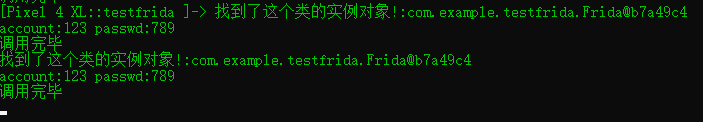 [Pixel 4 XL::testfrida ]-> 找到了这个类的实例对象!:com.example.testfrida.Frida@b7a49c4
account:123 passwd:789
调用完毕
找到了这个类的实例对象!:com.example.testfrida.Frida@b7a49c4
account:123 passwd:789
调用完毕